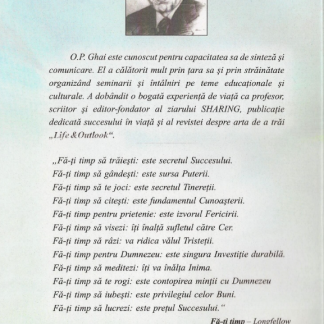 O.P. Ghai este cunoscut pentru capacitatea sa de sinteză și
comunicare. El a călătorit mult prin țara sa și prin străinătate
organizând seminarii și întâlniri pe teme educaționale și
culturale. A dobândit o bogată experiență de viață ca profesor,
scriitor și editor-fondator al ziarului SHARING, publicație
dedicată succesului în viață și al revistei despre arta de a trăi
„Life & Outlook“.
„Fă-ți timp să trăiești: este secretul Succesului.
Fă-ți timp să gândești: este sursa Puterii.
Fă-ți timp să te joci: este secretul Tinereții.
Fă-ți timp să citești: este fundamentul Cunoașterii.
Fă-ți timp pentru prietenie: este izvorul Fericirii.
Fă-ți timp să visezi: îți înalță sufletul către Cer.
Fă-ți timp să râzi: va ridica vălul Tristeții.
Fă-ți timp pentru Dumnezeu: este singura Investiție durabilă.
Fă-ți timp să meditezi: îți va înălța Inima.
Fă-ți timp să te rogi: este contopirea minții cu Dumnezeu
Fă-ți timp să iubești: este privilegiul celor Buni.
Fă-ți timp să lucrezi: este prețul Succesului.“
Fă-ți timp – Longfellow